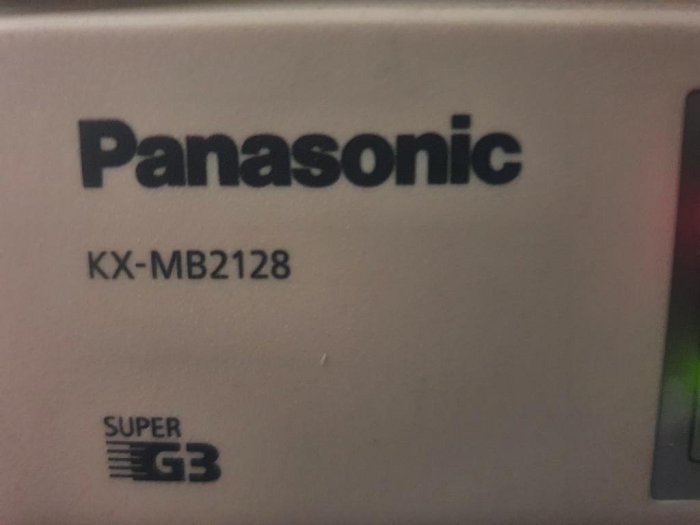 Panasonic
KX-MB2128
SUPER
G3